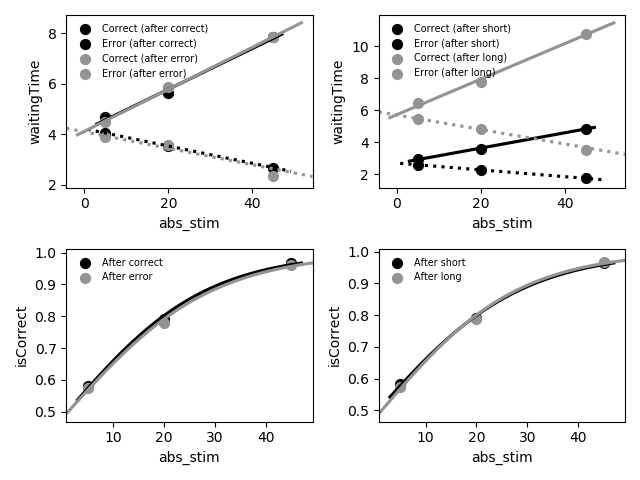 Correct (after correct)
Error (after correct)
Correct (after error)
Error (after error)
8
6
4
2
waitingTime
0
20
40
abs_stim
Correct (after short)
Error (after short)
Correct (after long)
Error (after long)
10
8
6
4
2
waitingTime
0
20
40
abs_stim
After correct
After error
1.0
0.9
0.8
0.7
0.6
0.5
isCorrect
10
20
30
40
abs_stim
After short
After long
1.0
0.9
0.8
0.7
0.6
0.5
isCorrect
10
20
30
40
abs_stim